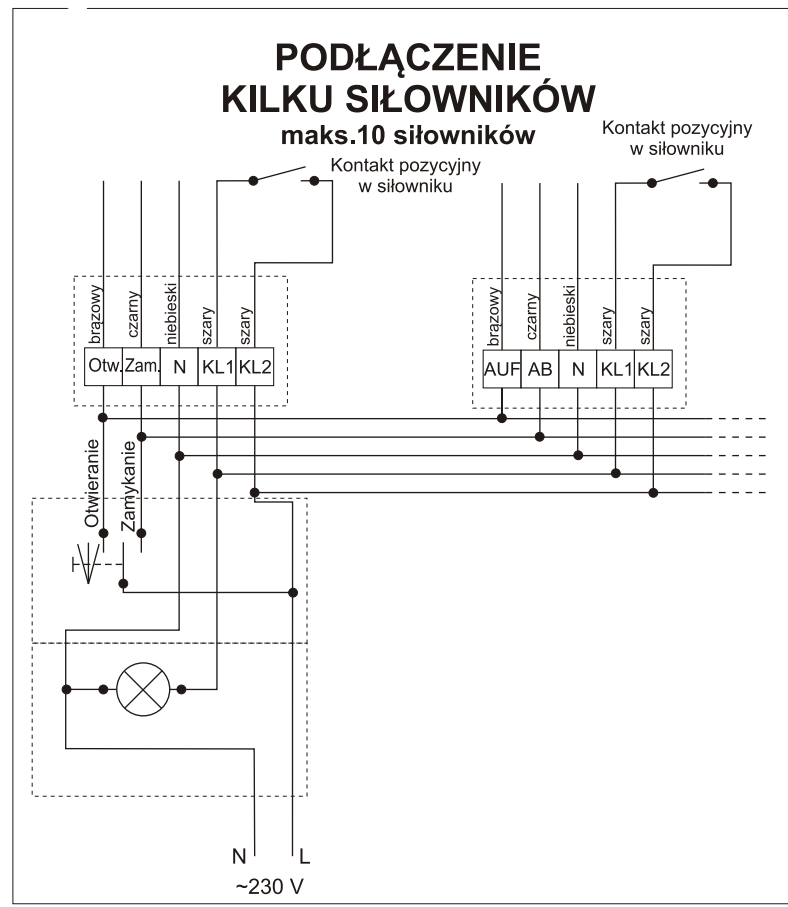 PODŁĄCZENIE
KILKU SIŁOWNIKÓW
maks.10 siłowników
Kontakt pozycyjny
w siłowniku
Kontakt pozycyjny
w siłowniku
brązowy
czarny
niebieski
szary
szary
Otw.
Zam.
N
KL1
KL2
brązowy
czarny
niebieski
szary
szary
AUF
AB
N
KL1
KL2
Otwieranie
Zamykanie
N
L
~230 V